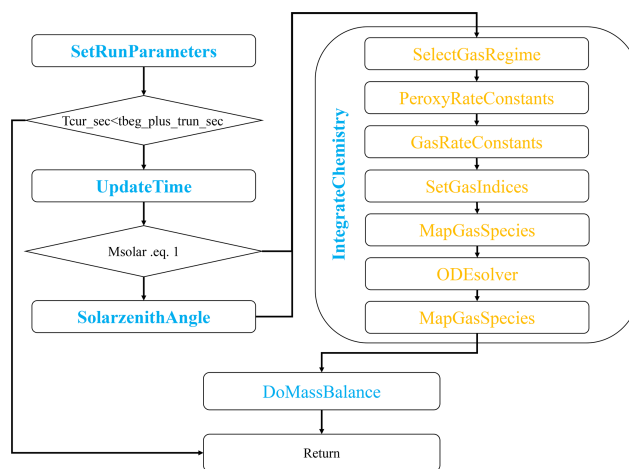 SetRunParameters
Tcur_sec<tbeg_plus_trun_sec
UpdateTime
Msolar .eq. 1
SolarzenithAngle
IntegrateChemistry
SelectGasRegime
PeroxyRateConstants
GasRateConstants
SetGasIndices
MapGasSpecies
ODEsolver
MapGasSpecies
DoMassBalance
Return